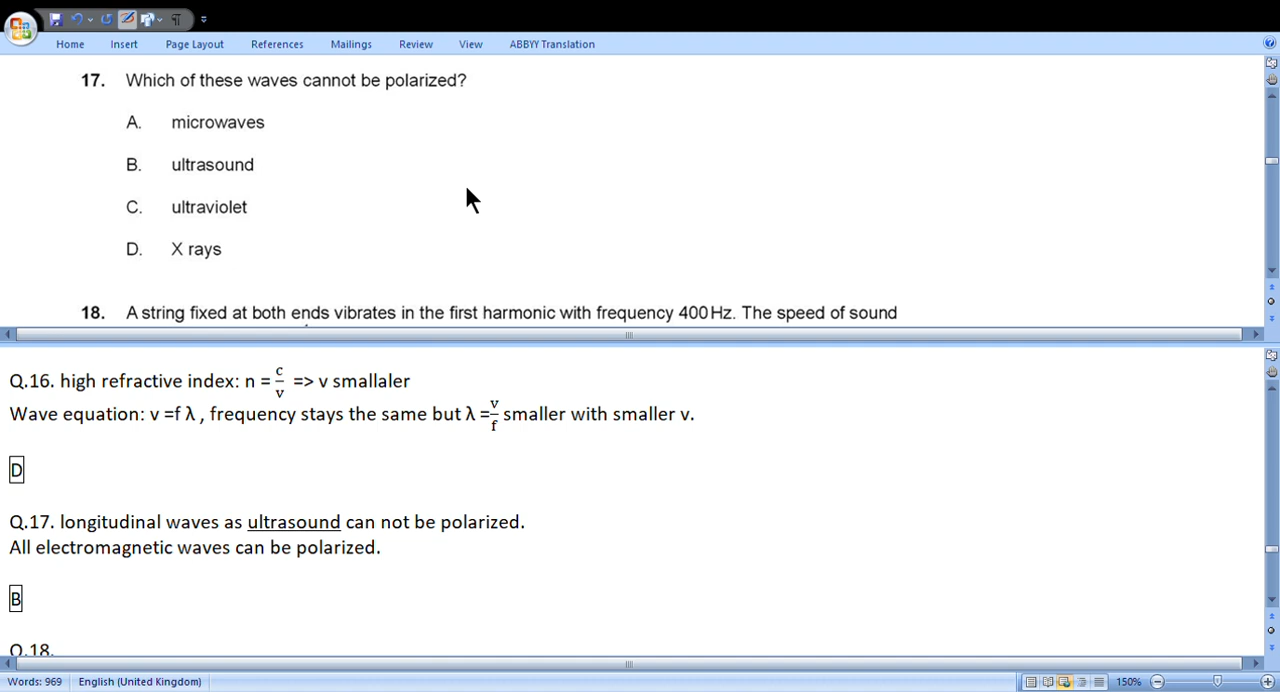 Home Insert Page Layout References Mailings Review View ABBYY Translation
17. Which of these waves cannot be polarized?
A. microwaves
B. ultrasound
C. ultraviolet
D. X rays
18. A string fixed at both ends vibrates in the first harmonic with frequency 400 Hz. The speed of sound
Q.16. high refractive index: n = c/v => v smallaler
Wave equation: v =f λ , frequency stays the same but λ = v/f smaller with smaller v.
D
Q.17. longitudinal waves as ultrasound can not be polarized.
All electromagnetic waves can be polarized.
B
Q.18.
Words: 969 English (United Kingdom) 150%